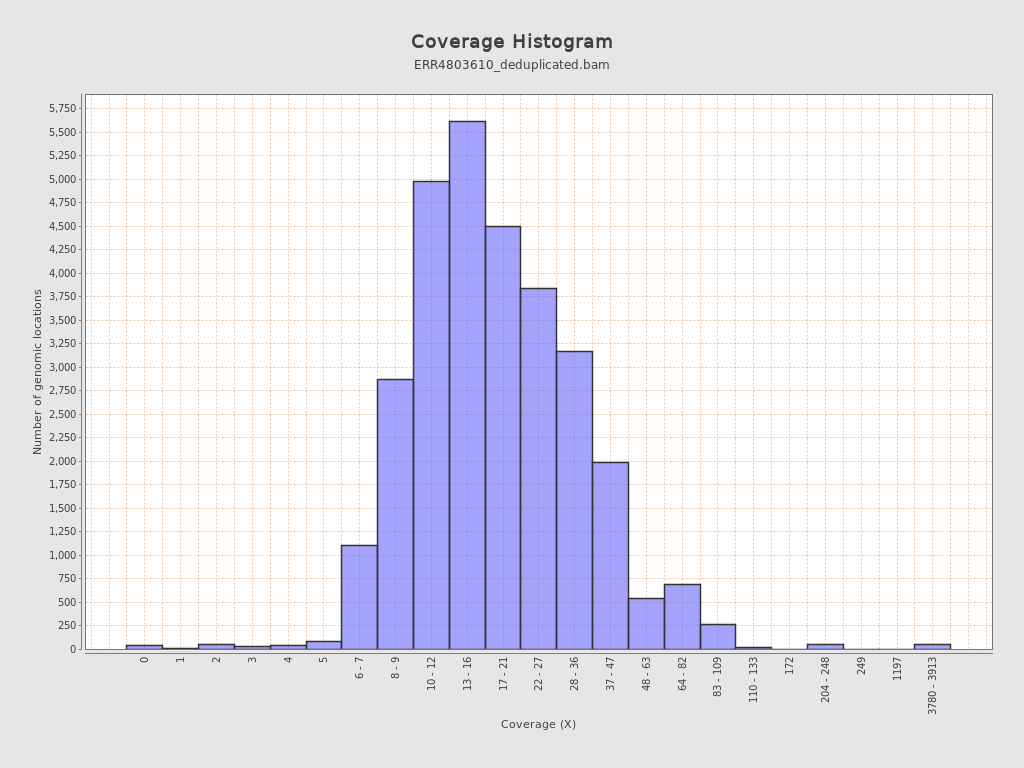 Coverage Histogram
ERR4803610_deduplicated.bam
Number of genomic locations
5,750
5,500
5,250
5,000
4,750
4,500
4,250
4,000
3,750
3,500
3,250
3,000
2,750
2,500
2,250
2,000
1,750
1,500
1,250
1,000
750
500
250
0
0
1
2
3
4
5
6 - 7
8 - 9
10 - 12
13 - 16
17 - 21
22 - 27
28 - 36
37 - 47
48 - 63
64 - 82
83 - 109
110 - 133
172
204 - 248
249
1197
3780 - 3913
Coverage (X)